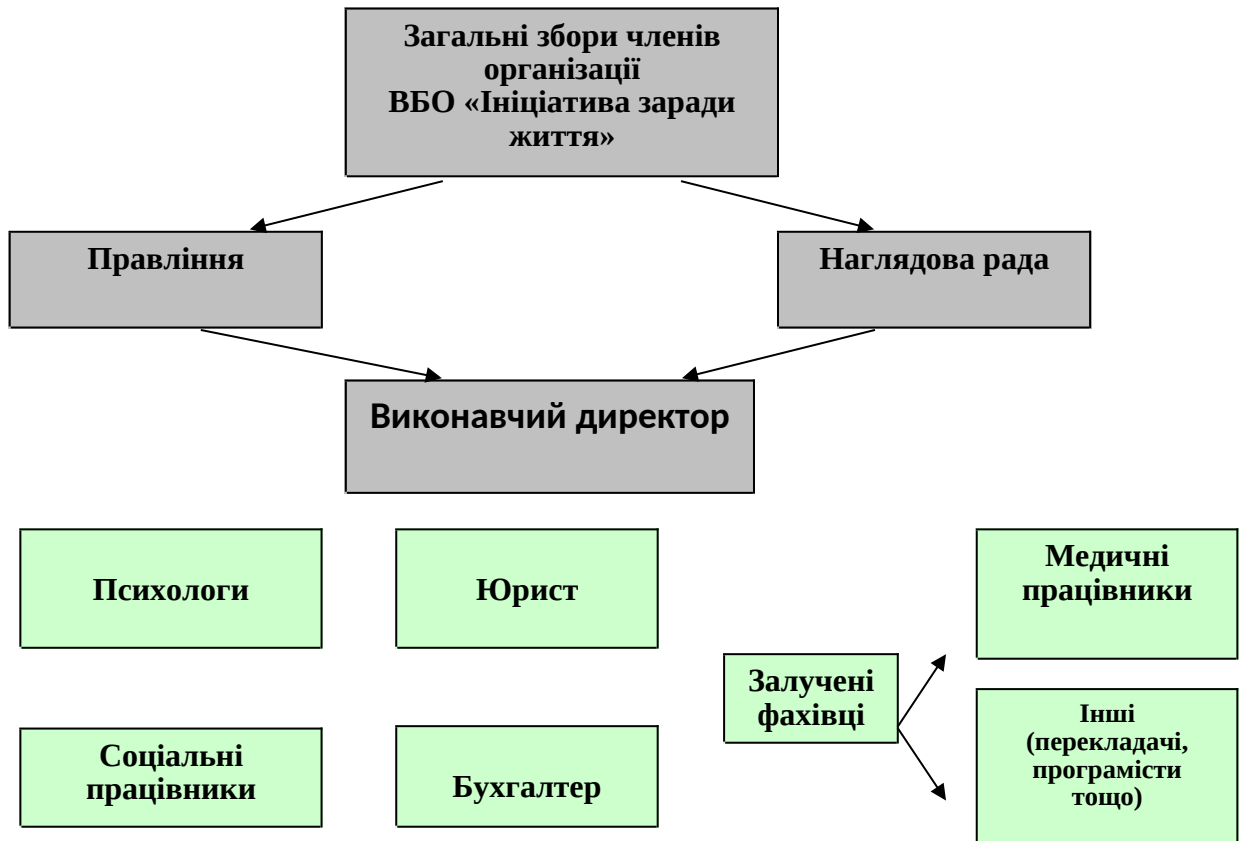 Загальні збори членів
організації
ВБО «Ініціатива заради
життя»
Правління
Наглядова рада
Виконавчий директор
Психологи
Юрист
Медичні
працівники
Залучені
фахівці
Інші
(перекладачі,
програмісти
тощо)
Соціальні
працівники
Бухгалтер